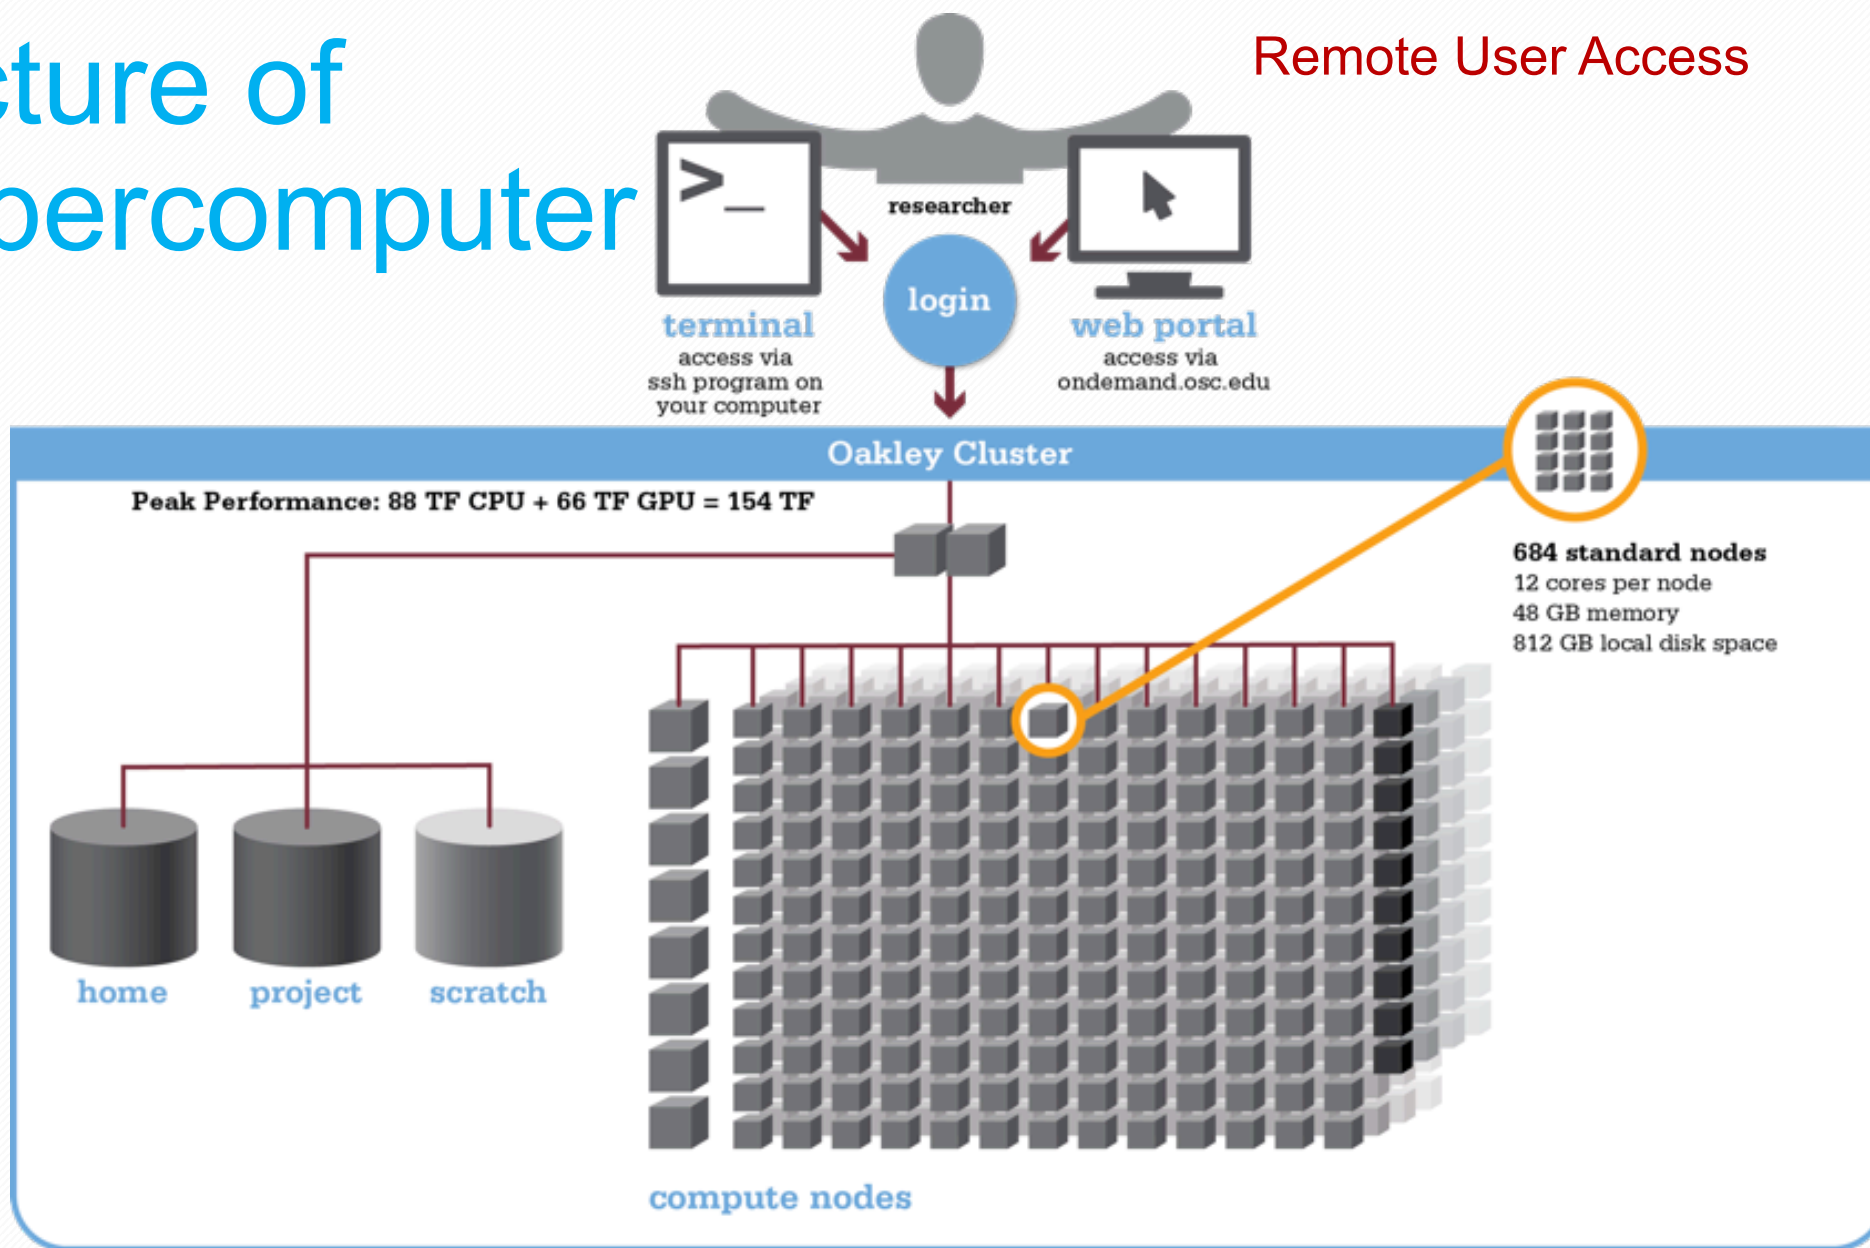 cture of
percomputer
Remote User Access
>_
researcher
login
terminal
access via
ssh program on
your computer
web portal
access via
ondemand.osc.edu
Oakley Cluster
Peak Performance: 88 TF CPU + 66 TF GPU = 154 TF
684 standard nodes
12 cores per node
48 GB memory
812 GB local disk space
home
project
scratch
compute nodes